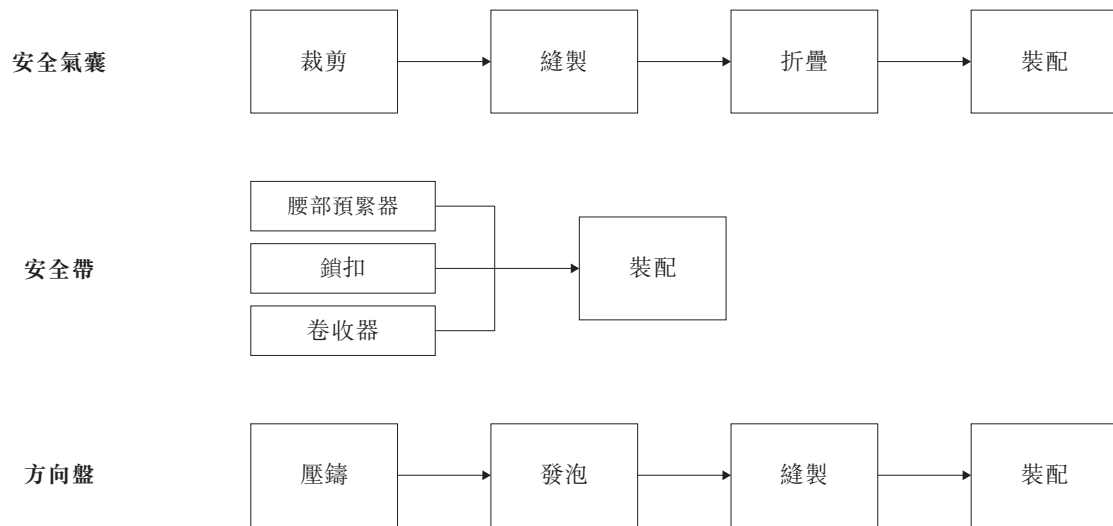 安全氣囊
裁剪
縫製
折疊
裝配
腰部預緊器
安全帶
鎖扣
裝配
卷收器
方向盤
壓鑄
發泡
縫製
裝配